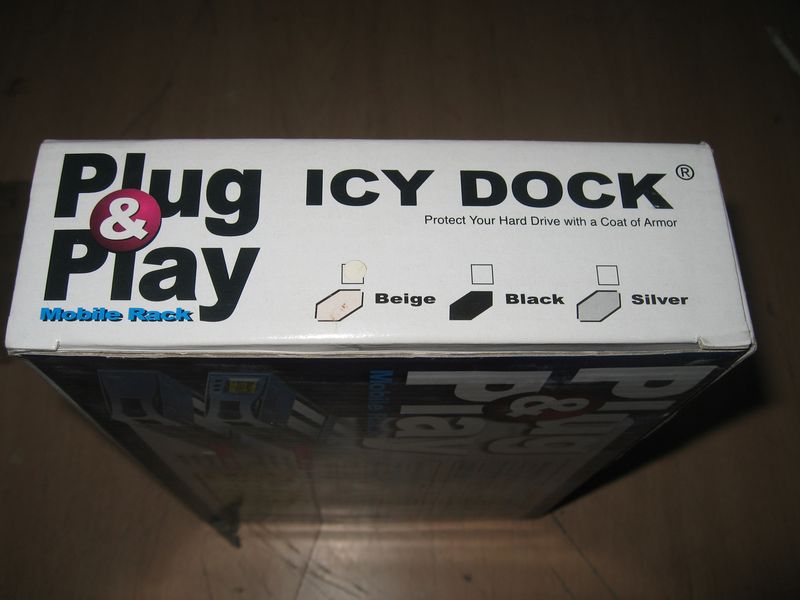 Plug
&
Play
Mobile Rack
ICY DOCK®
Protect Your Hard Drive with a Coat of Armor
Beige
Black
Silver
Plug
&
Play
Mobile Rack